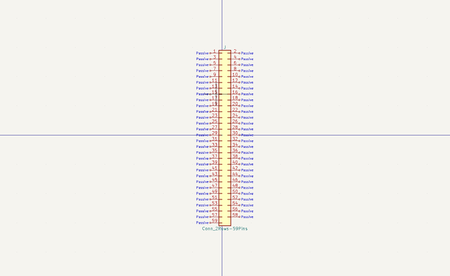 Passive 1 2 Passive
Passive 3 4 Passive
Passive 5 6 Passive
Passive 7 8 Passive
Passive 9 10 Passive
Passive 11 12 Passive
Passive 13 14 Passive
Passive 15 16 Passive
Passive 17 18 Passive
Passive 19 20 Passive
Passive 21 22 Passive
Passive 23 24 Passive
Passive 25 26 Passive
Passive 27 28 Passive
Passive 29 30 Passive
Passive 31 32 Passive
Passive 33 34 Passive
Passive 35 36 Passive
Passive 37 38 Passive
Passive 39 40 Passive
Passive 41 42 Passive
Passive 43 44 Passive
Passive 45 46 Passive
Passive 47 48 Passive
Passive 49 50 Passive
Passive 51 52 Passive
Passive 53 54 Passive
Passive 55 56 Passive
Passive 57 58 Passive
Passive 59
Conn_2Rows-59Pins